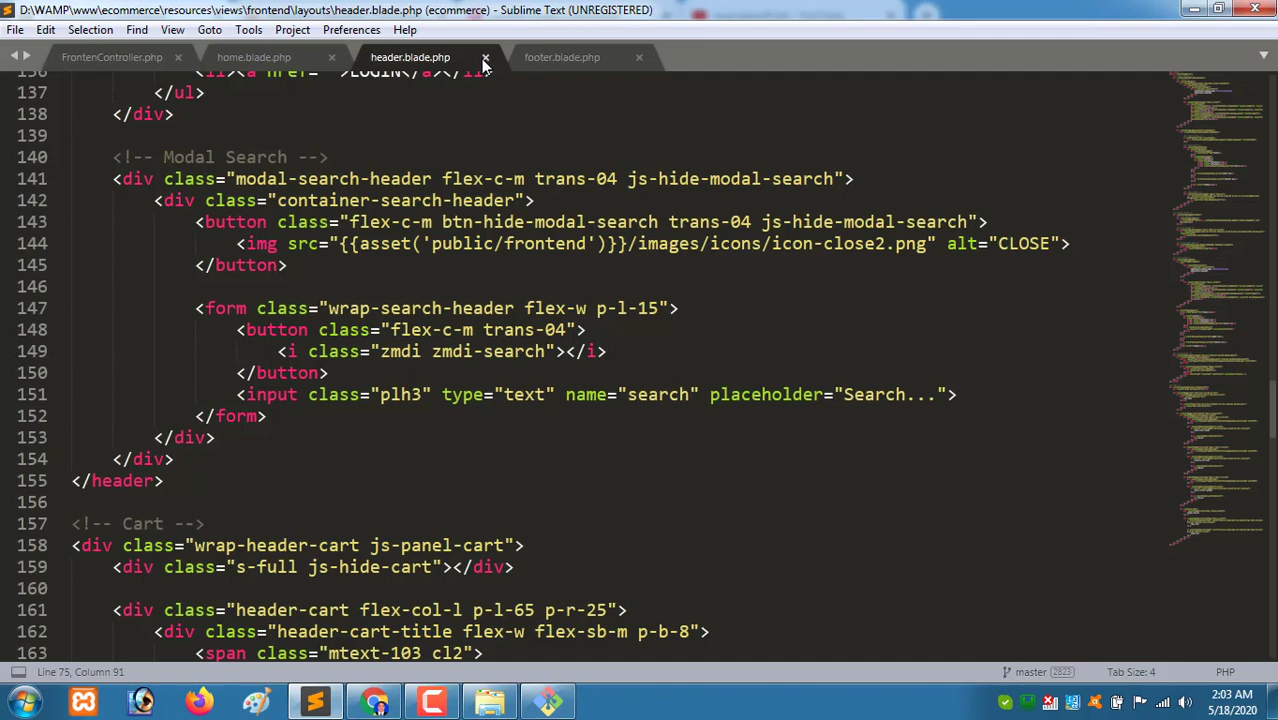 D:\WAMP\www\ecommerce\resources\views\frontend\layouts\header.blade.php (ecommerce) - Sublime Text (UNREGISTERED)
File Edit Selection Find View Goto Tools Project Preferences Help
FrontenController.php home.blade.php header.blade.php footer.blade.php
136 <li><a href="">LOGIN</a></li>
137 </ul>
138 </div>
139
140 <!-- Modal Search -->
141 <div class="modal-search-header flex-c-m trans-04 js-hide-modal-search">
142 <div class="container-search-header">
143 <button class="flex-c-m btn-hide-modal-search trans-04 js-hide-modal-search">
144 <img src="{{asset('public/frontend')}}/images/icons/icon-close2.png" alt="CLOSE">
145 </button>
146
147 <form class="wrap-search-header flex-w p-l-15">
148 <button class="flex-c-m trans-04">
149 <i class="zmdi zmdi-search"></i>
150 </button>
151 <input class="plh3" type="text" name="search" placeholder="Search...">
152 </form>
153 </div>
154 </div>
155 </header>
156
157 <!-- Cart -->
158 <div class="wrap-header-cart js-panel-cart">
159 <div class="s-full js-hide-cart"></div>
160
161 <div class="header-cart flex-col-l p-l-65 p-r-25">
162 <div class="header-cart-title flex-w flex-sb-m p-b-8">
163 <span class="mtext-103 cl2">
Line 75, Column 91 master 2823 Tab Size: 4 PHP
2:03 AM
5/18/2020